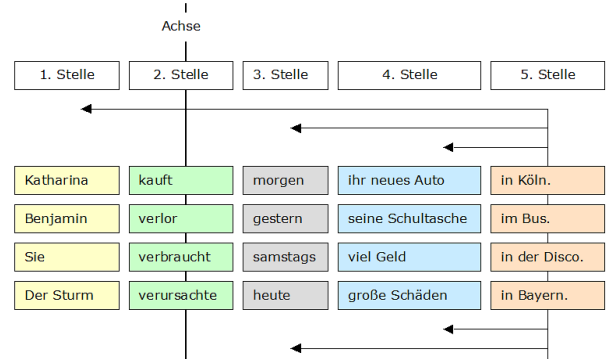 Achse
1. Stelle 2. Stelle 3. Stelle 4. Stelle 5. Stelle
Katharina kauft morgen ihr neues Auto in Köln.
Benjamin verlor gestern seine Schultasche im Bus.
Sie verbraucht samstags viel Geld in der Disco.
Der Sturm verursachte heute große Schäden in Bayern.